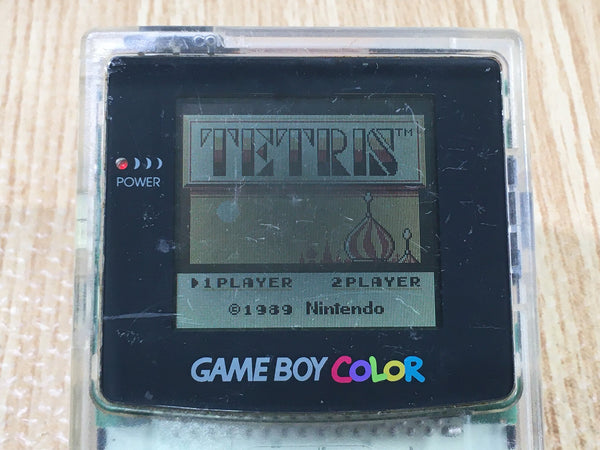 TETRIS™
POWER
1PLAYER 2PLAYER
©1989 Nintendo
GAME BOY COLOR